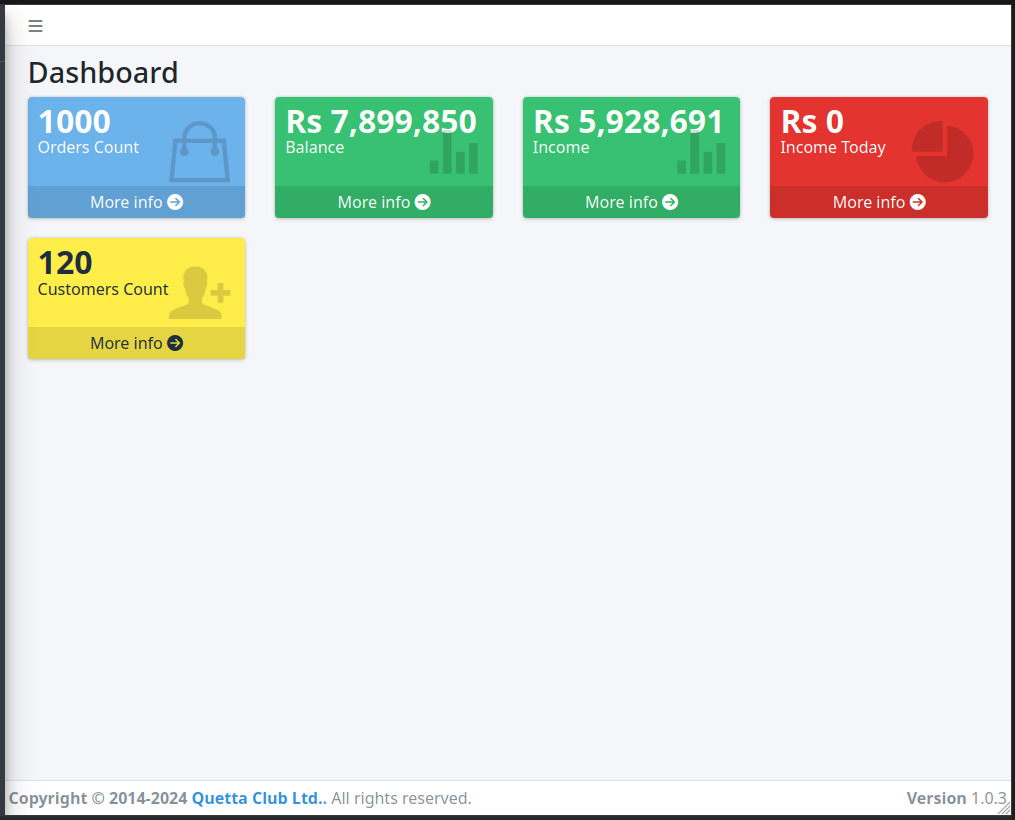 Dashboard
1000
Orders Count
More info
Rs 7,899,850
Balance
More info
Rs 5,928,691
Income
More info
Rs 0
Income Today
More info
120
Customers Count
More info
Copyright © 2014-2024 Quetta Club Ltd.. All rights reserved.
Version 1.0.3